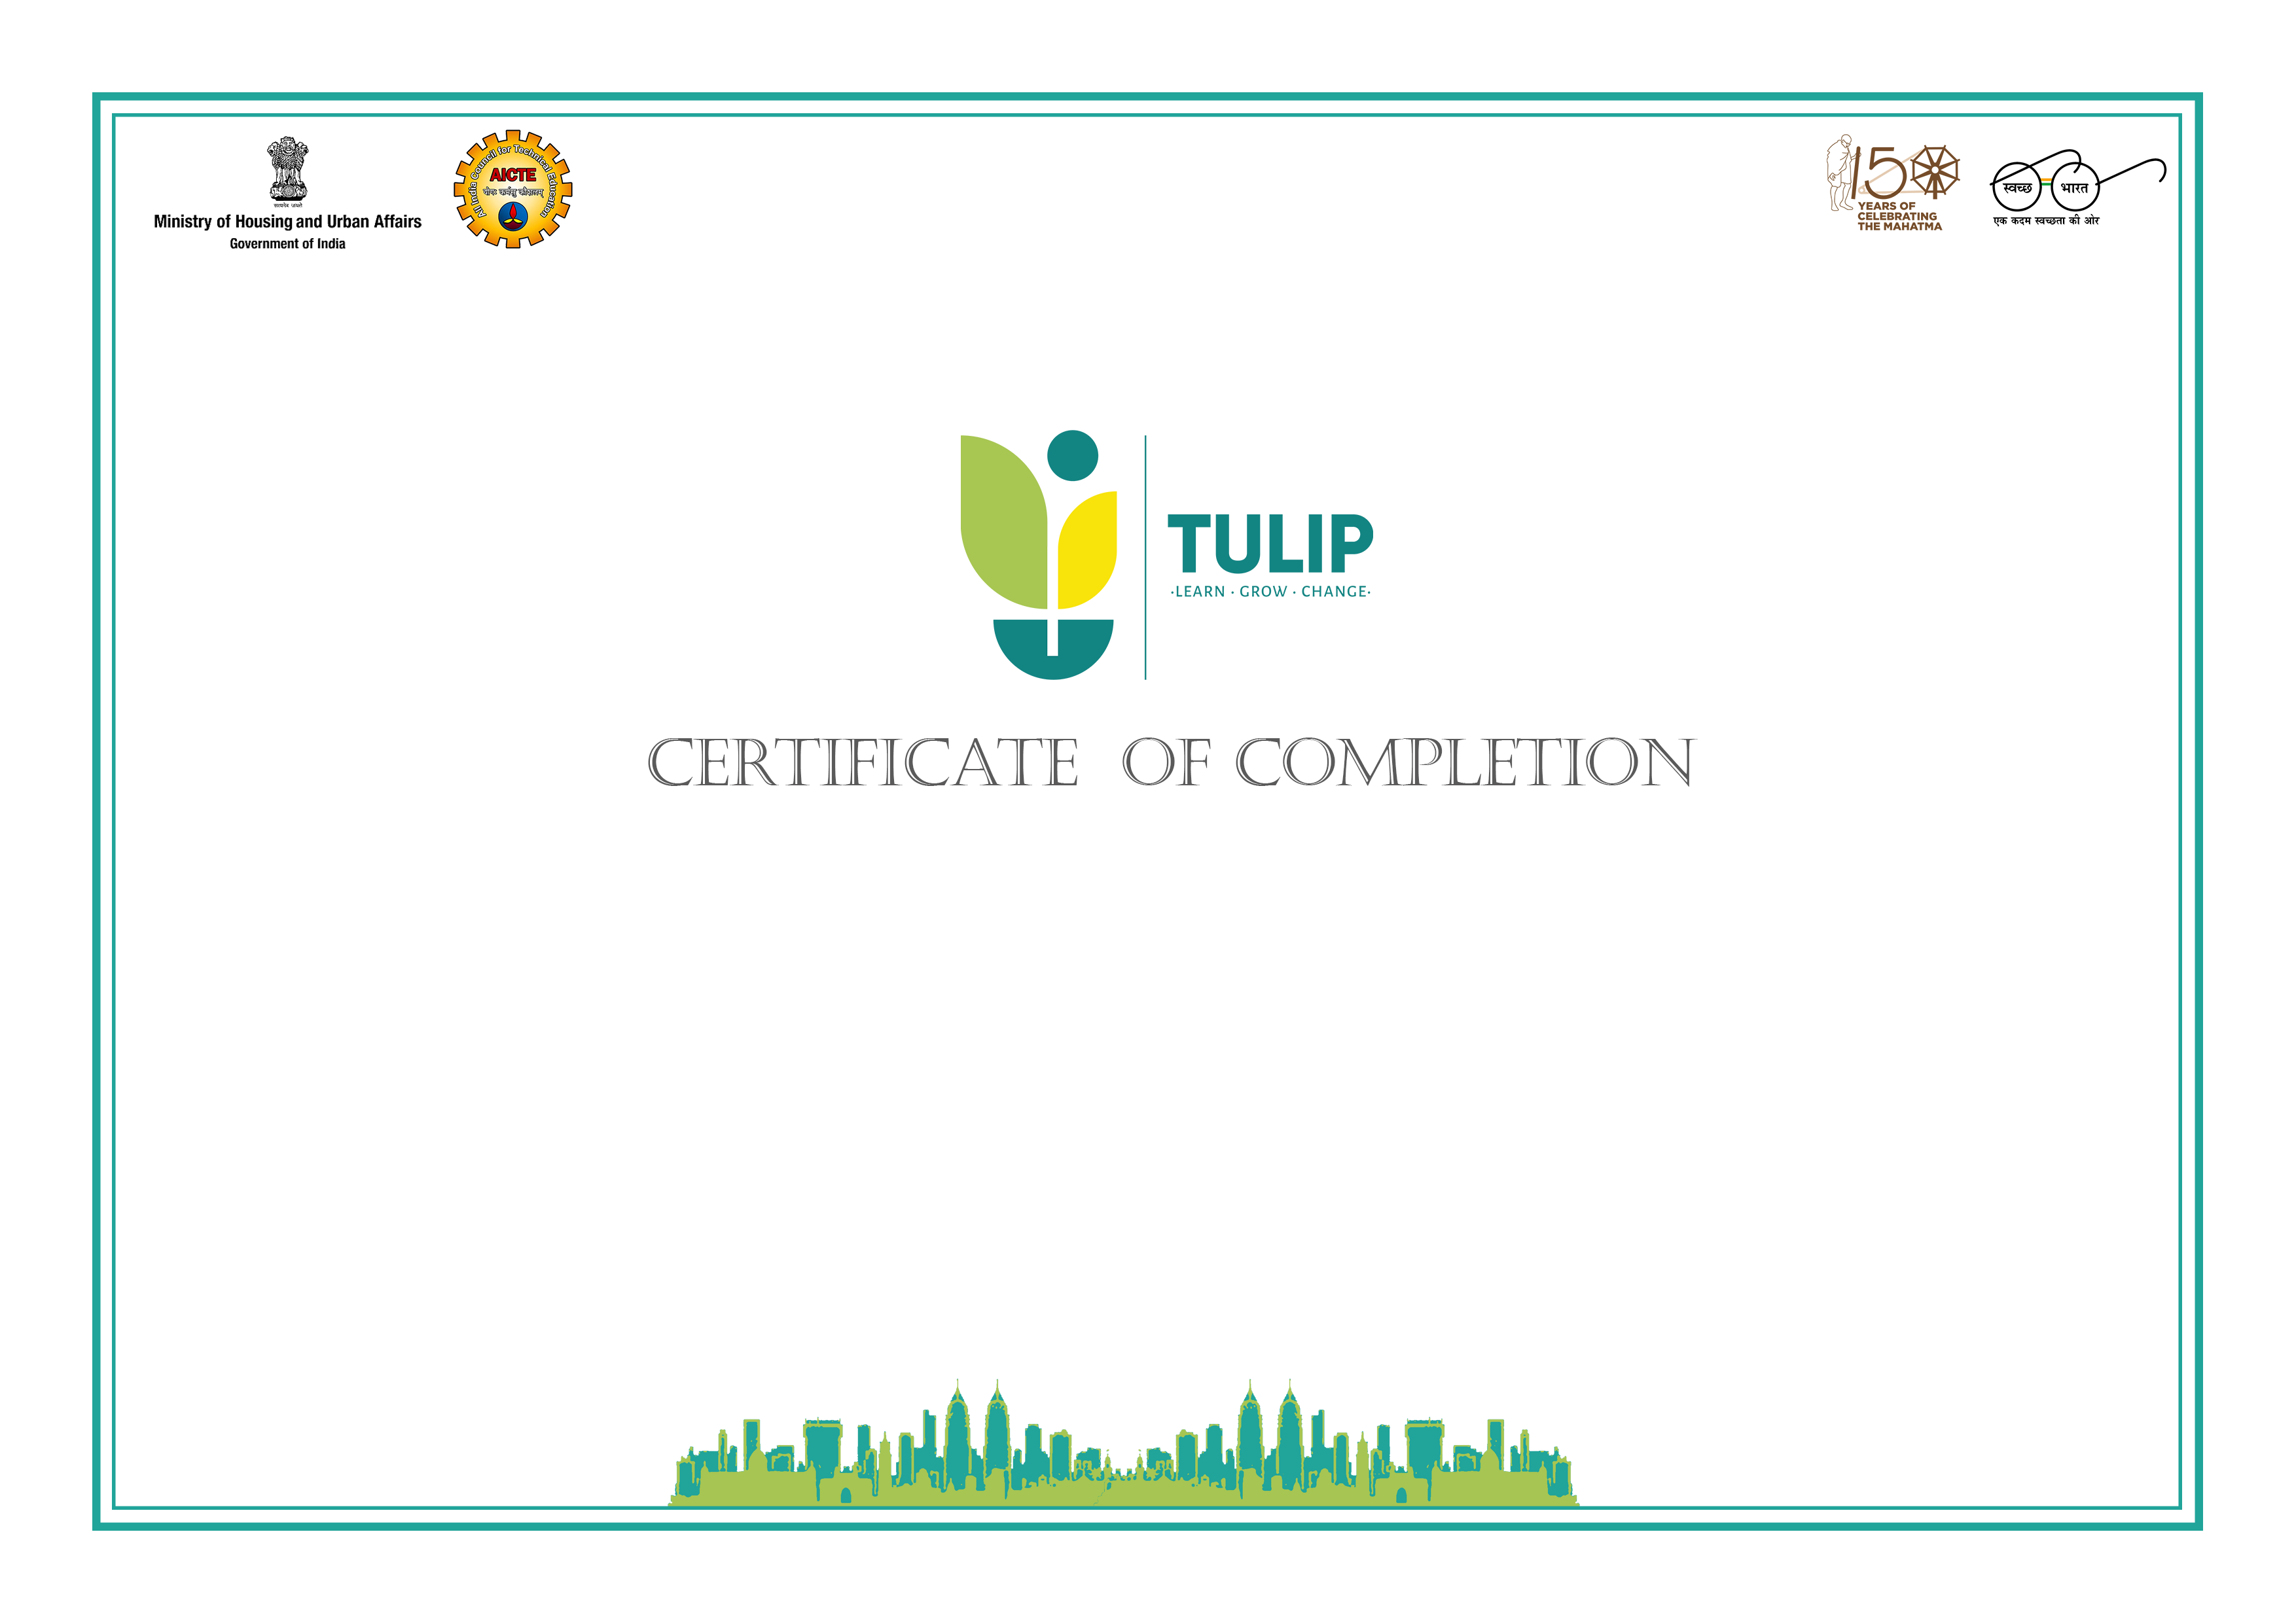 सत्यमेव जयते
Ministry of Housing and Urban Affairs
Government of India
All India Council for Technical Education
AICTE
योगः कर्मसु कौशलम्
150
YEARS OF
CELEBRATING
THE MAHATMA
स्वच्छ भारत
एक कदम स्वच्छता की ओर
TULIP
·LEARN · GROW · CHANGE·
CERTIFICATE OF COMPLETION